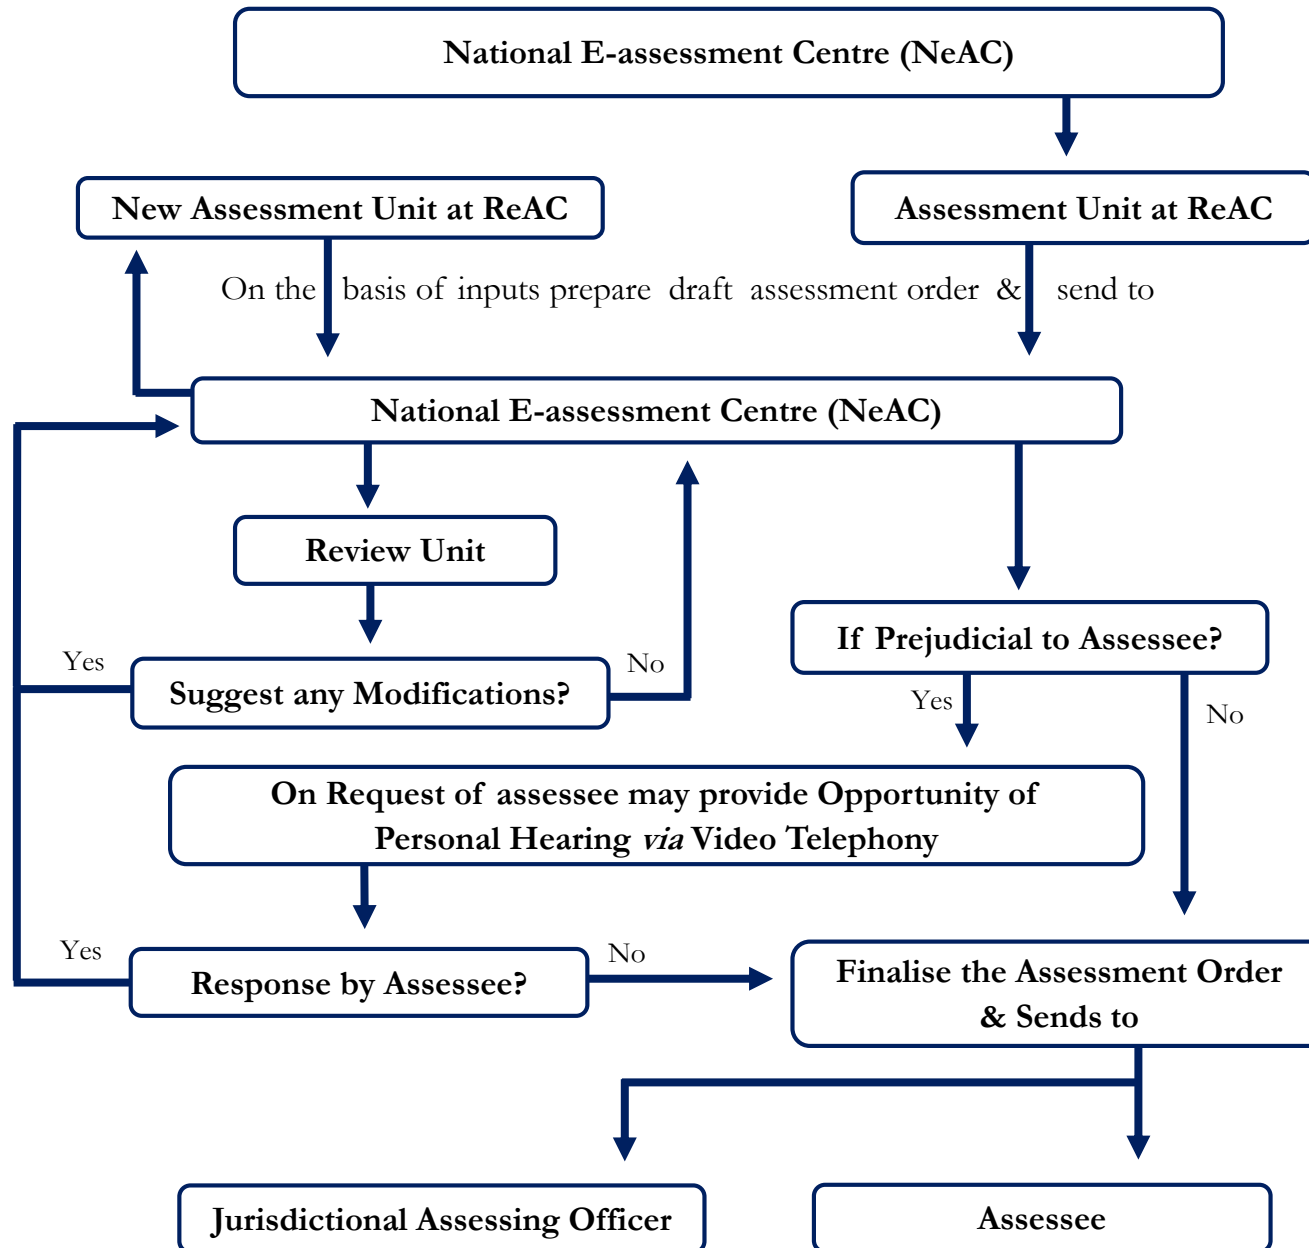 National E-assessment Centre (NeAC)
New Assessment Unit at ReAC
Assessment Unit at ReAC
On the basis of inputs prepare draft assessment order & send to
National E-assessment Centre (NeAC)
Review Unit
If Prejudicial to Assessee?
Yes
Suggest any Modifications?
No
Yes
No
On Request of assessee may provide Opportunity of
Personal Hearing via Video Telephony
Yes
Response by Assessee?
No
Finalise the Assessment Order
& Sends to
Jurisdictional Assessing Officer
Assessee